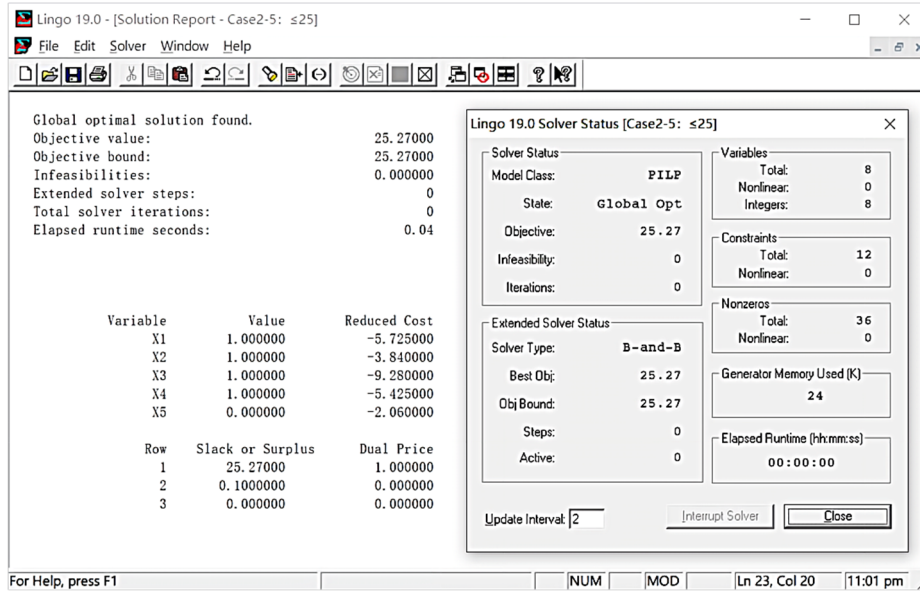 Lingo 19.0 - [Solution Report - Case2-5: ≤25]
File Edit Solver Window Help
Global optimal solution found.
Objective value: 25.27000
Objective bound: 25.27000
Infeasibilities: 0.000000
Extended solver steps: 0
Total solver iterations: 0
Elapsed runtime seconds: 0.04
Variable Value Reduced Cost
X1 1.000000 -5.725000
X2 1.000000 -3.840000
X3 1.000000 -9.280000
X4 1.000000 -5.425000
X5 0.000000 -2.060000
Row Slack or Surplus Dual Price
1 25.27000 1.000000
2 0.1000000 0.000000
3 0.000000 0.000000
Lingo 19.0 Solver Status [Case2-5: ≤25]
Solver Status
Model Class: PILP
State: Global Opt
Objective: 25.27
Infeasibility: 0
Iterations: 0
Extended Solver Status
Solver Type: B-and-B
Best Obj: 25.27
Obj Bound: 25.27
Steps: 0
Active: 0
Variables
Total: 8
Nonlinear: 0
Integers: 8
Constraints
Total: 12
Nonlinear: 0
Nonzeros
Total: 36
Nonlinear: 0
Generator Memory Used (K)
24
Elapsed Runtime (hh:mm:ss)
00:00:00
Update Interval: 2
Interrupt Solver
Close
For Help, press F1
NUM
MOD
Ln 23, Col 20
11:01 pm